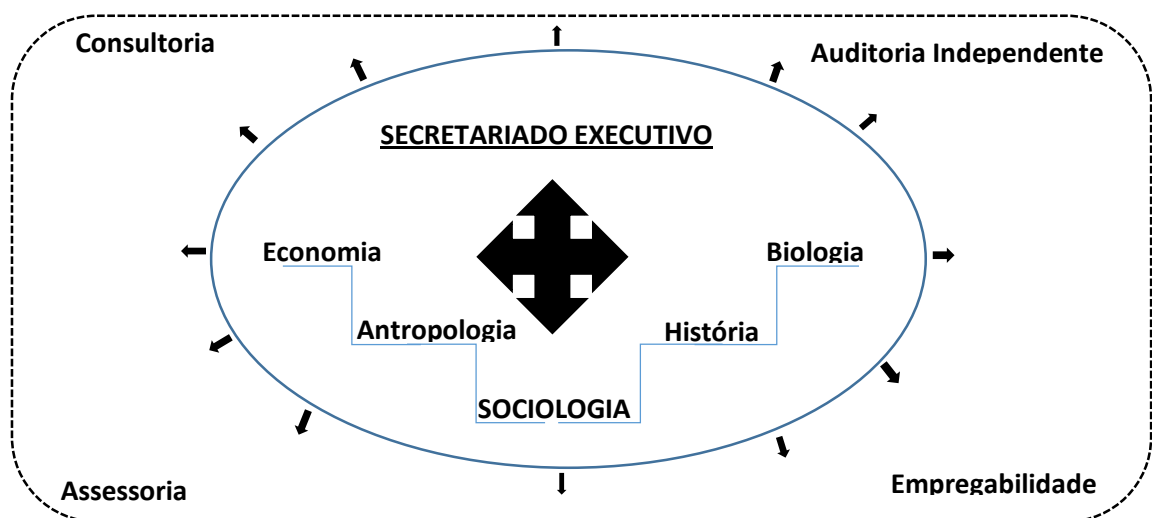 Consultoria
Auditoria Independente
SECRETARIADO EXECUTIVO
Economia
Biologia
Antropologia
História
SOCIOLOGIA
Assessoria
Empregabilidade